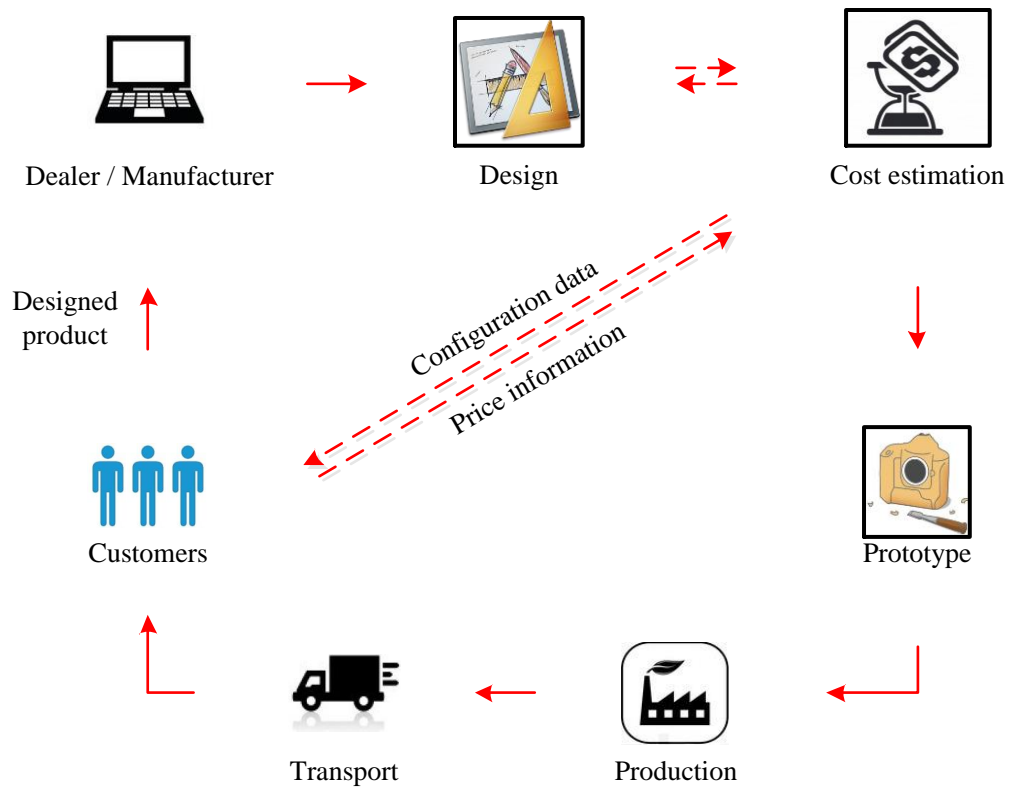 Dealer / Manufacturer
Design
Cost estimation
Designed
product
Configuration data
Price information
Customers
Prototype
Transport
Production